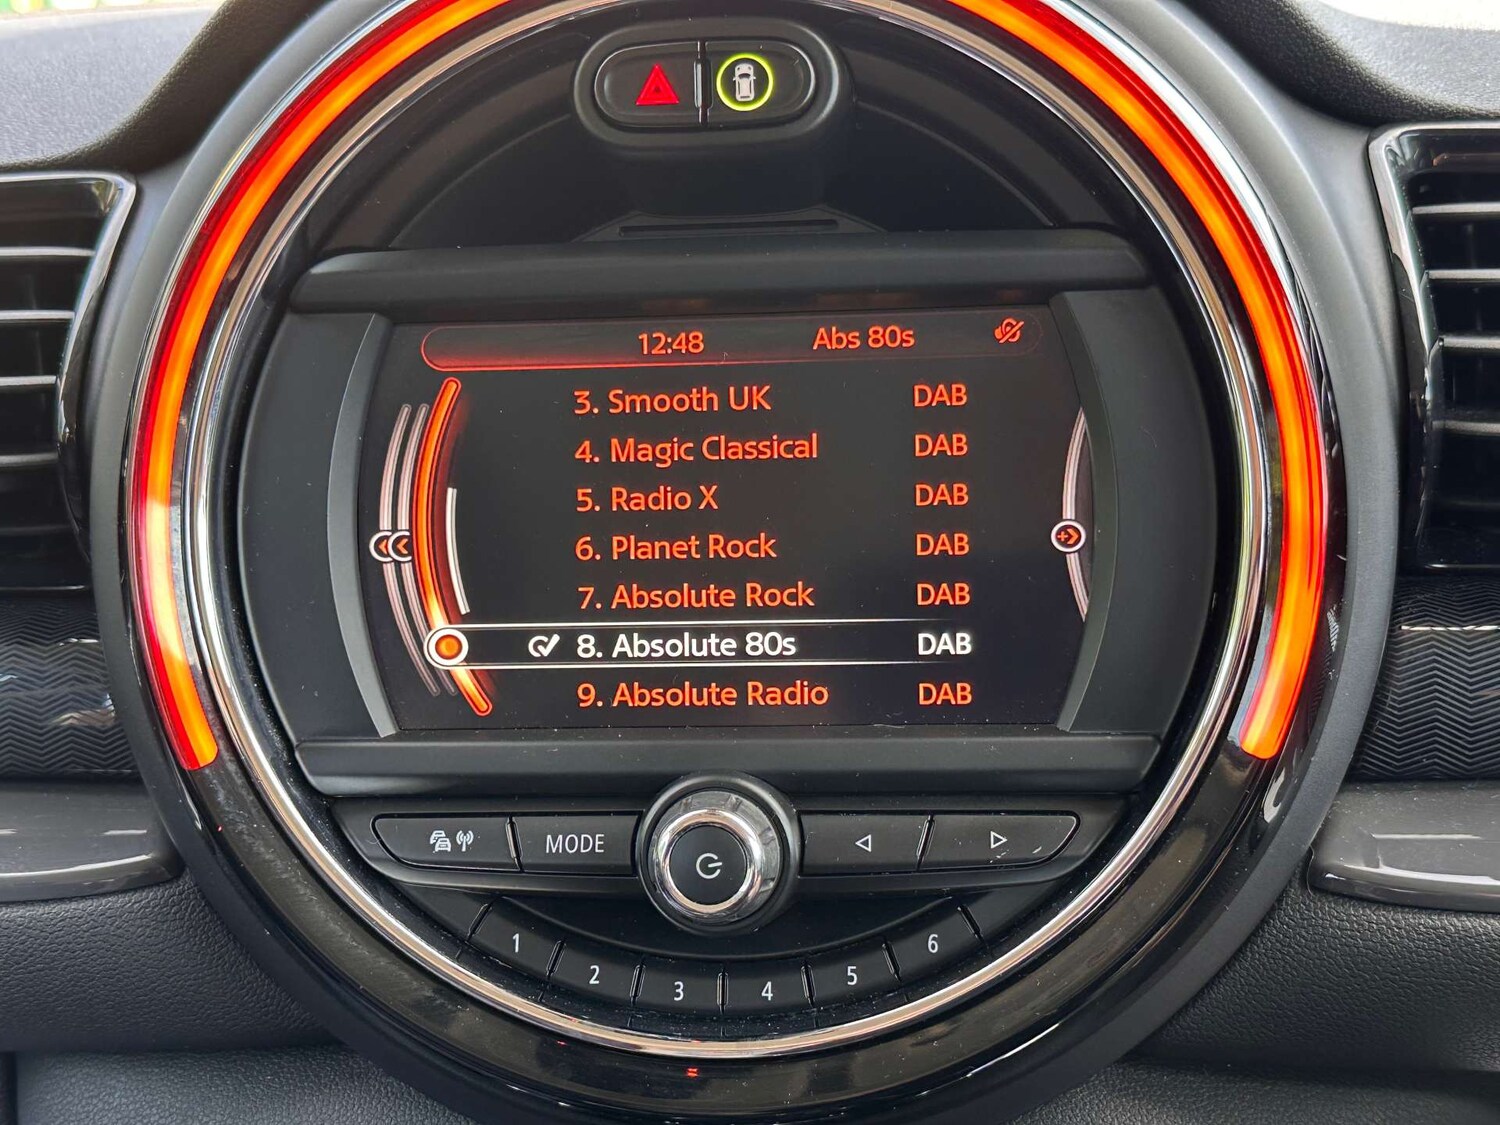 12:48 Abs 80s
3. Smooth UK DAB
4. Magic Classical DAB
5. Radio X DAB
6. Planet Rock DAB
7. Absolute Rock DAB
8. Absolute 80s DAB
9. Absolute Radio DAB
MODE
1 2 3 4 5 6